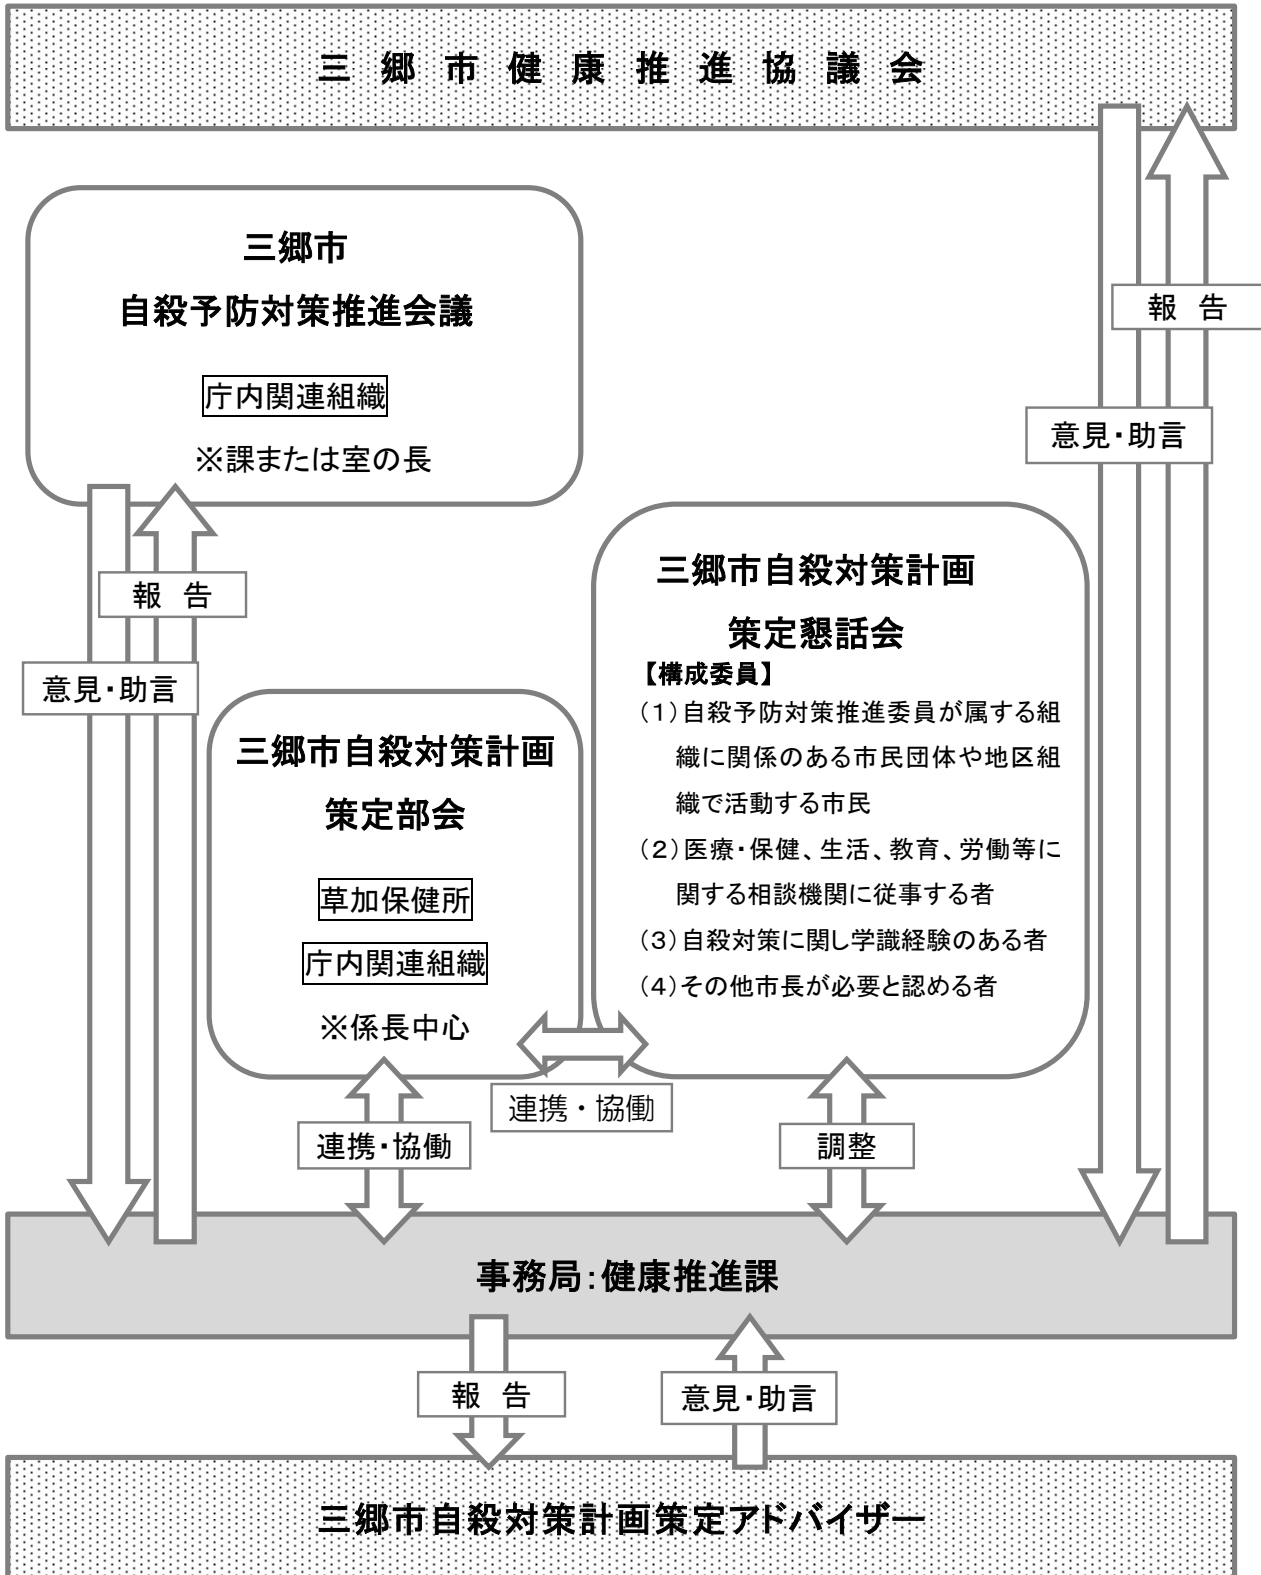 三郷市健康推進協議会
三郷市
自殺予防対策推進会議
庁内関連組織
※課または室の長
報告
意見・助言
報告
意見・助言
三郷市自殺対策計画
策定部会
草加保健所
庁内関連組織
※係長中心
三郷市自殺対策計画
策定懇話会
【構成委員】
（１）自殺予防対策推進委員が属する組
織に関係のある市民団体や地区組
織で活動する市民
（２）医療・保健、生活、教育、労働等に
関する相談機関に従事する者
（３）自殺対策に関し学識経験のある者
（４）その他市長が必要と認める者
連携・協働
連携・協働
調整
事務局：健康推進課
報告
意見・助言
三郷市自殺対策計画策定アドバイザー